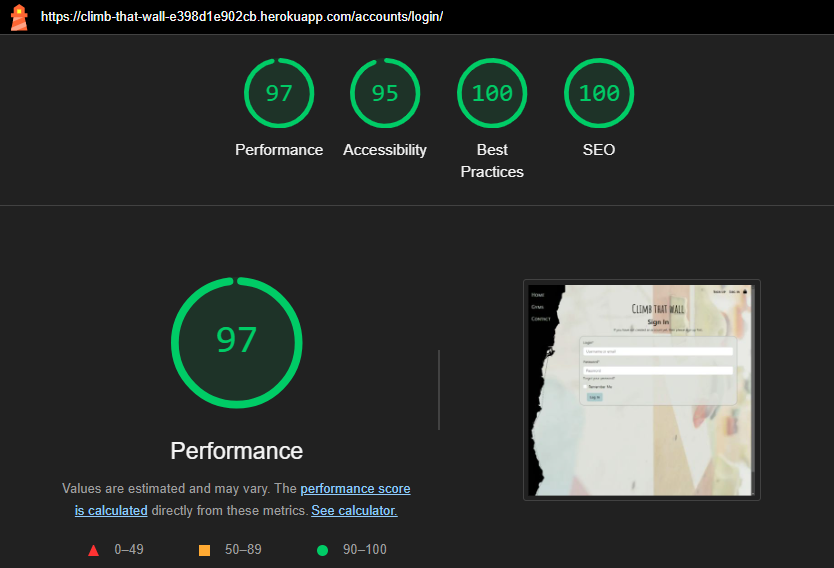 https://climb-that-wall-e398d1e902cb.herokuapp.com/accounts/login/
97 95 100 100
Performance Accessibility Best Practices SEO
97
Performance
Values are estimated and may vary. The performance score
is calculated directly from these metrics. See calculator.
0–49 50–89 90–100
Home
Gyms
Contact
Climb that wall
Sign In
Login*
Username or email
Password*
Password
Forgot your password?
Remember Me
Log In